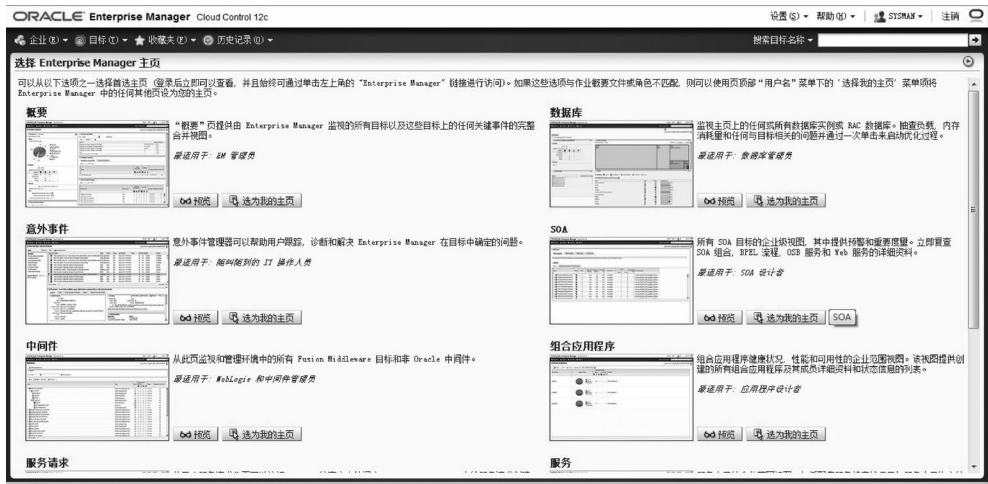 ORACLE Enterprise Manager Cloud Control 12c
设置(S) 帮助(H) SYSMAN 注销
企业(E) 目标(T) 收藏夹(F) 历史记录(O) 搜索目标名称
选择 Enterprise Manager 主页
可以从以下选项之一选择首选主页 (登录后立即可以查看, 并且始终可通过单击左上角的 "Enterprise Manager" 链接进行访问)。如果这些选项与作业概要文件或角色不匹配, 则可以使用页顶部"用户名"菜单下的'选择我的主页'菜单项将
Enterprise Manager 中的任何其他页设为您的主页。
概要
"概要"页提供由 Enterprise Manager 监视的所有目标以及这些目标上的任何关键事件的完整
合并视图。
最适用于: EM 管理员
预览 选为我的主页
数据库
监视主页上的任何或所有数据库实例或 RAC 数据库。抽查负载, 内存
消耗量和任何与目标相关的问题并通过一次单击来启动优化过程。
最适用于: 数据库管理员
预览 选为我的主页
意外事件
意外事件管理器可以帮助用户跟踪, 诊断和解决 Enterprise Manager 在目标中确定的问题。
最适用于: 随叫随到的 IT 操作人员
预览 选为我的主页
SOA
所有 SOA 目标的企业级视图, 其中提供预警和重要度量。立即复查
SOA 组合, BPEL 流程, OSB 服务和 Web 服务的详细资料。
最适用于: SOA 设计者
预览 选为我的主页 SOA
中间件
从此页监视和管理环境中的所有 Fusion Middleware 目标和非 Oracle 中间件。
最适用于: WebLogic 和中间件管理员
预览 选为我的主页
组合应用程序
组合应用程序健康状况, 性能和可用性的企业范围视图。该视图提供创
建的所有组合应用程序及其成员详细资料和状态信息的列表。
最适用于: 应用程序设计者
预览 选为我的主页
服务请求
服务